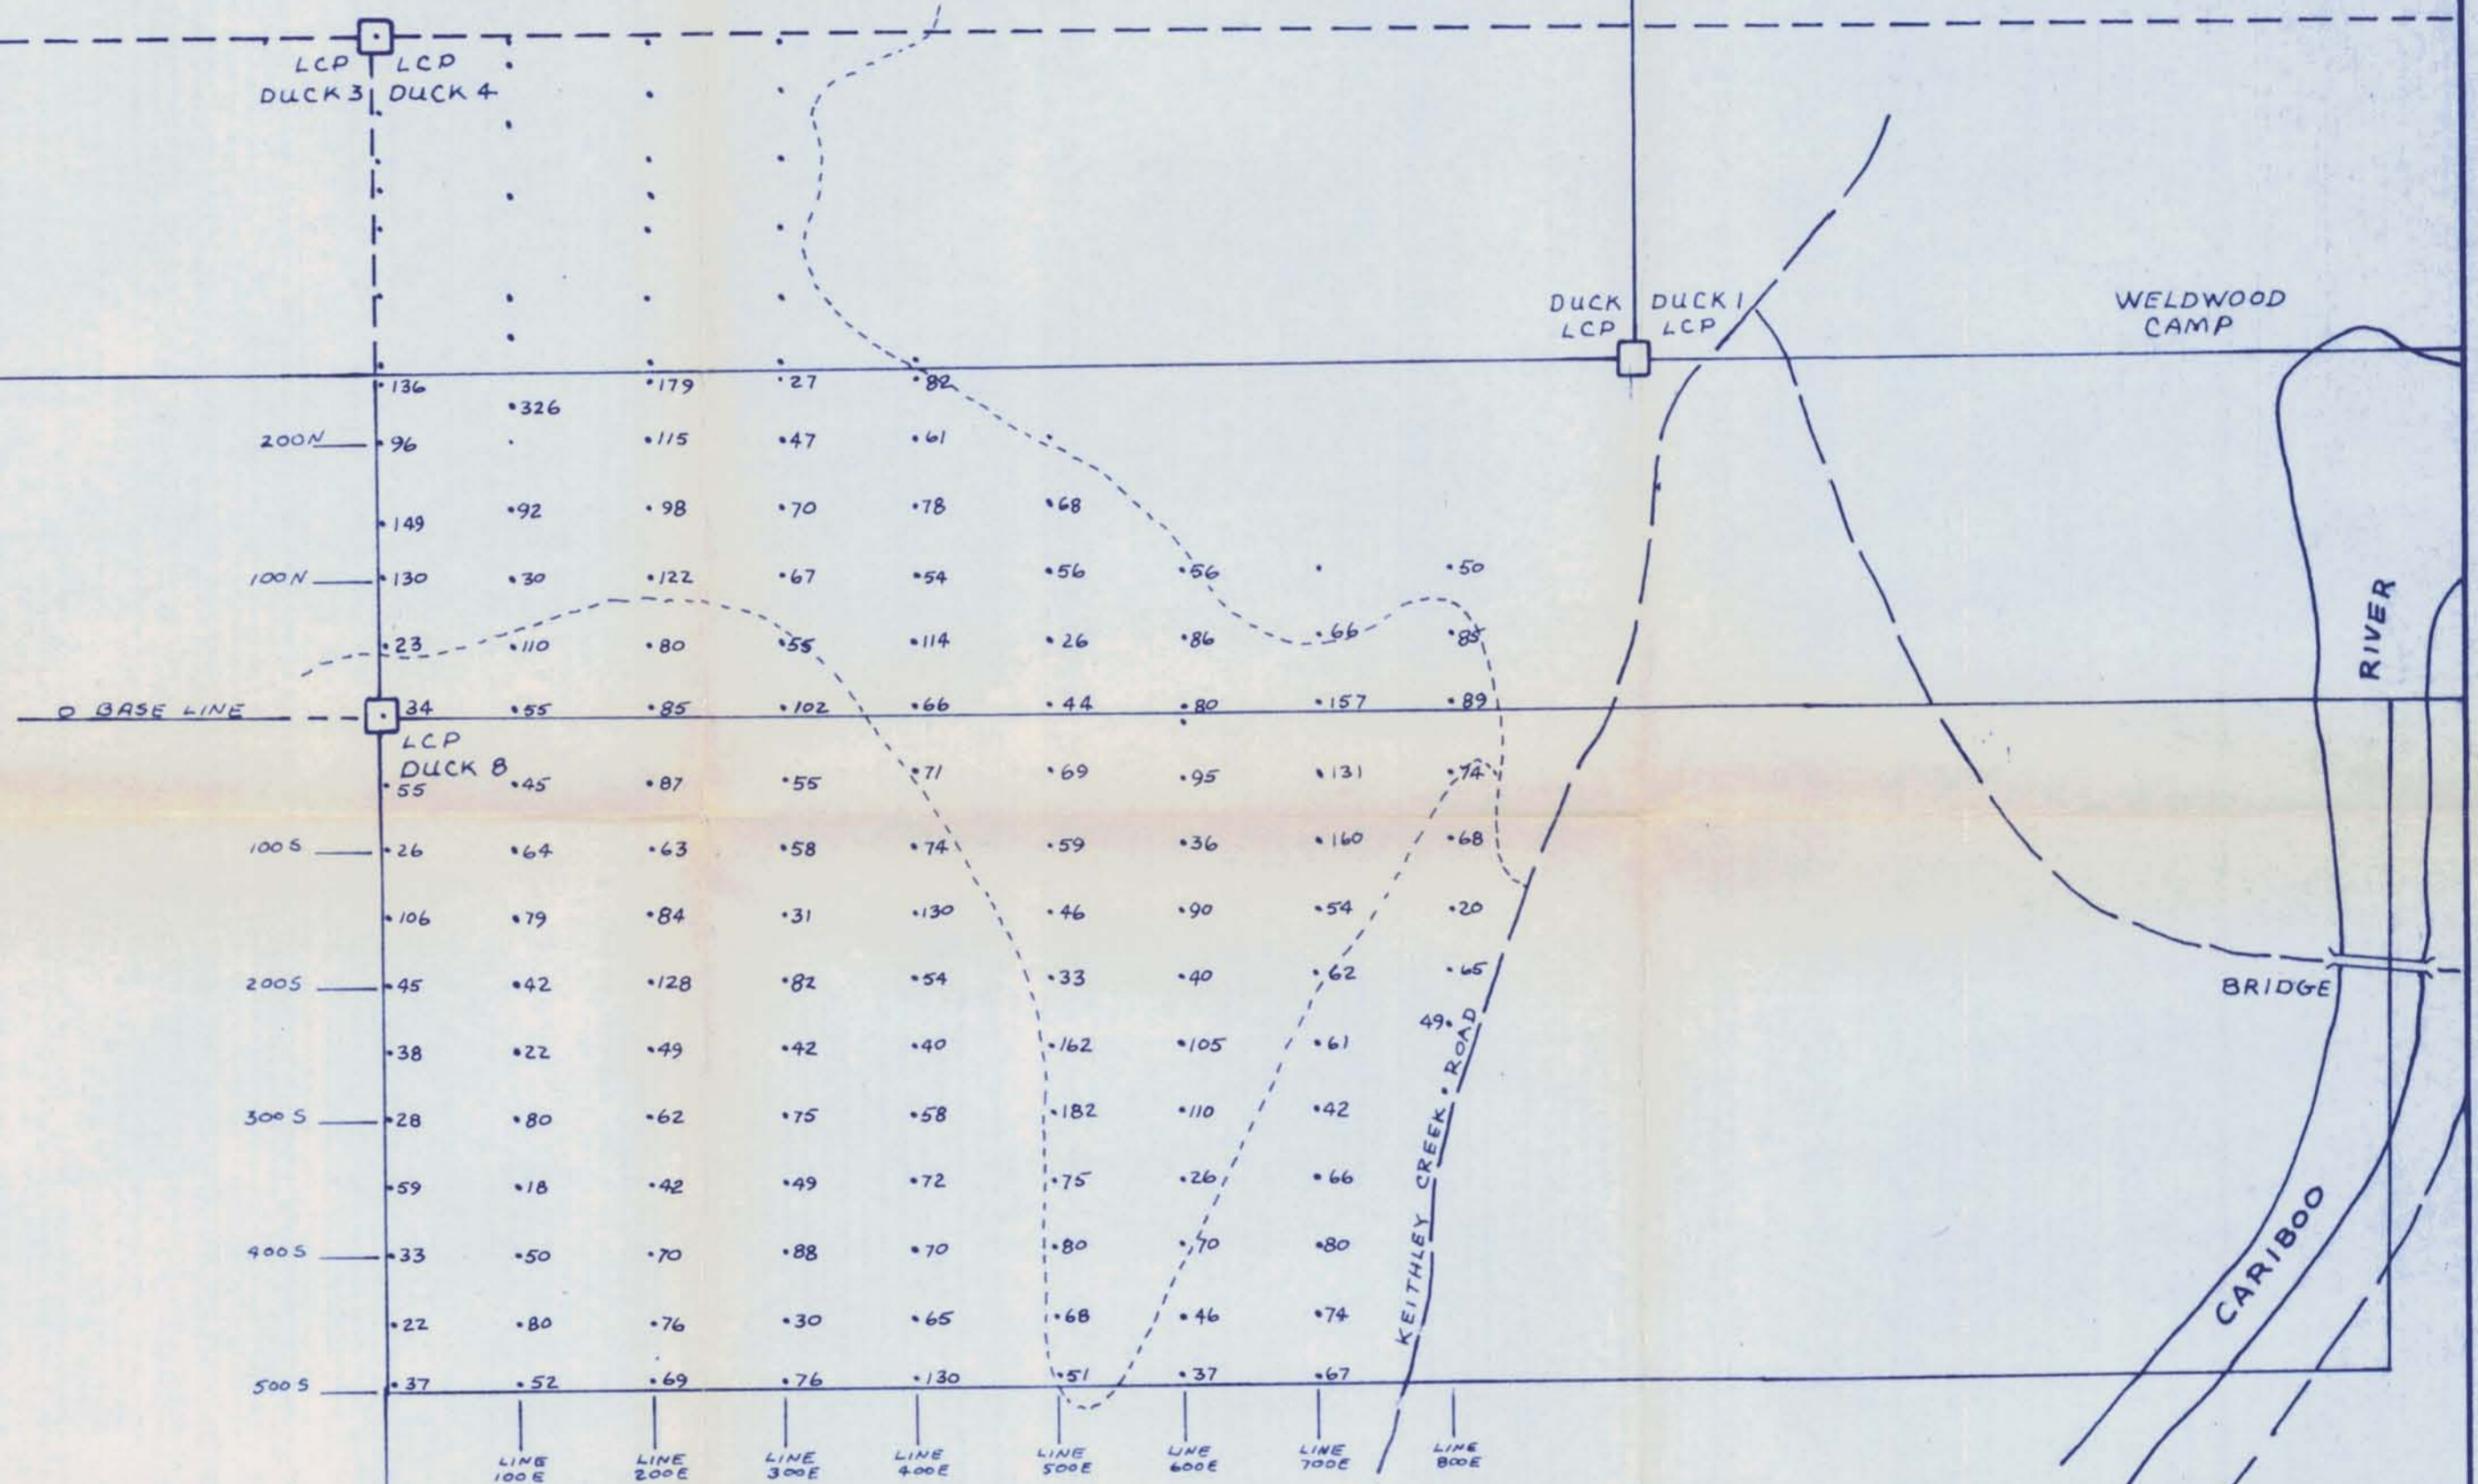 LCP LCP
DUCK 3 DUCK 4
DUCK DUCK 1
LCP LCP
WELDWOOD
CAMP
136 179 27 82
326
200N 96 115 47 61
92 98 70 78 68
149
100N 130 30 122 67 54 56 56 50
23 110 80 55 114 26 86 66 85
RIVER
O BASE LINE 34 55 85 102 66 44 80 157 89
LCP
DUCK 8
55 45 87 55 71 69 95 131 74
100S 26 64 63 58 74 59 36 160 68
106 79 84 31 130 46 90 54 20
200S 45 42 128 82 54 33 40 62 65
BRIDGE
49
38 22 49 42 40 162 105 61
300S 28 80 62 75 58 182 110 42
59 18 42 49 72 75 26 66
KEITHLEY CREEK ROAD
400S 33 50 70 88 70 80 70 80
CARIBOO
22 80 76 30 65 68 46 74
500S 37 52 69 76 130 51 37 67
LINE LINE LINE LINE LINE LINE LINE LINE
100E 200E 300E 400E 500E 600E 700E 800E